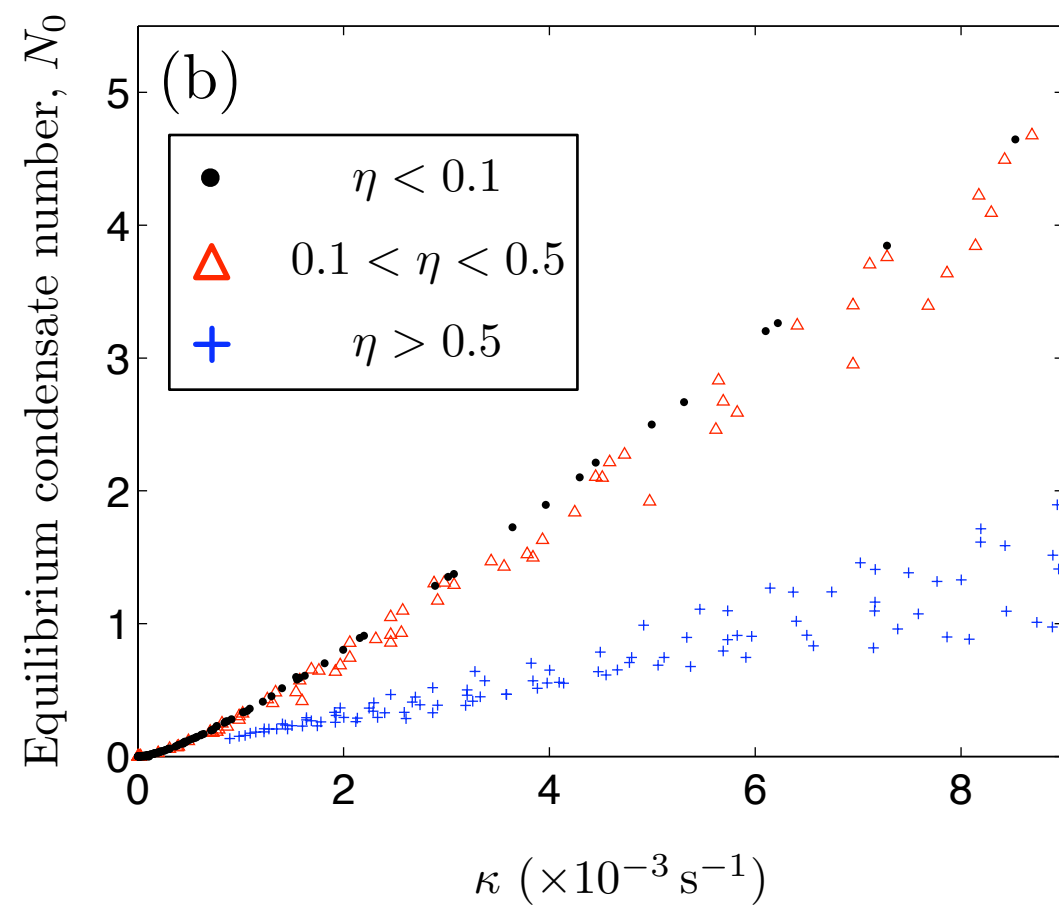 (b)
η < 0.1
0.1 < η < 0.5
η > 0.5
Equilibrium condensate number, N₀
5
4
3
2
1
0
0 2 4 6 8
κ (×10⁻³ s⁻¹)